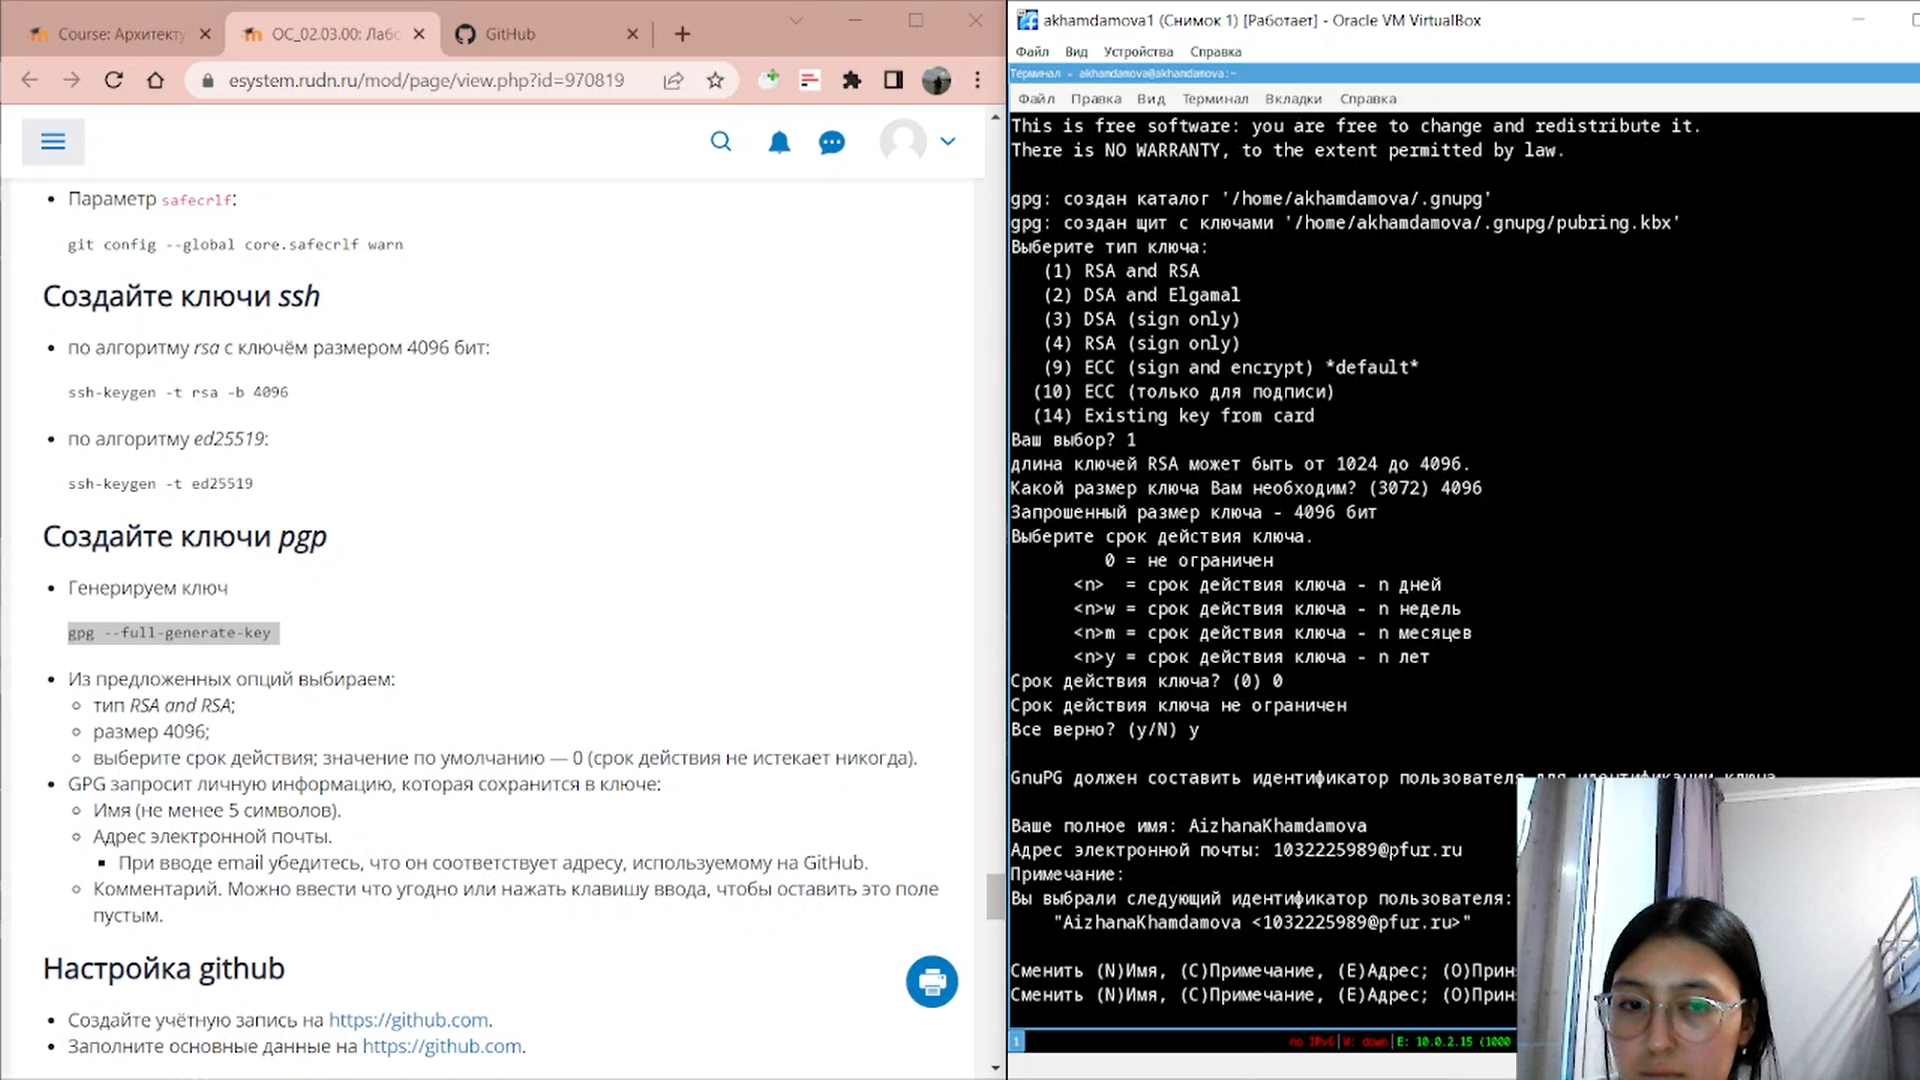 Course: Архитекту
ОС_02.03.00: Лабо
GitHub
esystem.rudn.ru/mod/page/view.php?id=970819
• Параметр safecrlf:
git config --global core.safecrlf warn
Создайте ключи ssh
• по алгоритму rsa с ключём размером 4096 бит:
ssh-keygen -t rsa -b 4096
• по алгоритму ed25519:
ssh-keygen -t ed25519
Создайте ключи pgp
• Генерируем ключ
gpg --full-generate-key
• Из предложенных опций выбираем:
тип RSA and RSA;
размер 4096;
выберите срок действия; значение по умолчанию — 0 (срок действия не истекает никогда).
• GPG запросит личную информацию, которая сохранится в ключе:
Имя (не менее 5 символов).
Адрес электронной почты.
При вводе email убедитесь, что он соответствует адресу, используемому на GitHub.
Комментарий. Можно ввести что угодно или нажать клавишу ввода, чтобы оставить это поле
пустым.
Настройка github
• Создайте учётную запись на https://github.com.
• Заполните основные данные на https://github.com.
akhamdamova1 (Снимок 1) [Работает] - Oracle VM VirtualBox
Файл Вид Устройства Справка
Терминал - akhamdamova@akhamdamova:~
Файл Правка Вид Терминал Вкладки Справка
This is free software: you are free to change and redistribute it.
There is NO WARRANTY, to the extent permitted by law.
gpg: создан каталог '/home/akhamdamova/.gnupg'
gpg: создан щит с ключами '/home/akhamdamova/.gnupg/pubring.kbx'
Выберите тип ключа:
(1) RSA and RSA
(2) DSA and Elgamal
(3) DSA (sign only)
(4) RSA (sign only)
(9) ECC (sign and encrypt) *default*
(10) ECC (только для подписи)
(14) Existing key from card
Ваш выбор? 1
длина ключей RSA может быть от 1024 до 4096.
Какой размер ключа Вам необходим? (3072) 4096
Запрошенный размер ключа - 4096 бит
Выберите срок действия ключа.
0 = не ограничен
<n> = срок действия ключа - n дней
<n>w = срок действия ключа - n недель
<n>m = срок действия ключа - n месяцев
<n>y = срок действия ключа - n лет
Срок действия ключа? (0) 0
Срок действия ключа не ограничен
Все верно? (y/N) y
GnuPG должен составить идентификатор пользователя для идентификации ключа
Ваше полное имя: AizhanaKhamdamova
Адрес электронной почты: 1032225989@pfur.ru
Примечание:
Вы выбрали следующий идентификатор пользователя:
"AizhanaKhamdamova <1032225989@pfur.ru>"
Сменить (N)Имя, (C)Примечание, (E)Адрес; (O)Прин
Сменить (N)Имя, (C)Примечание, (E)Адрес; (O)Прин
1
no IPv6 | W: down | E: 10.0.2.15 (1000